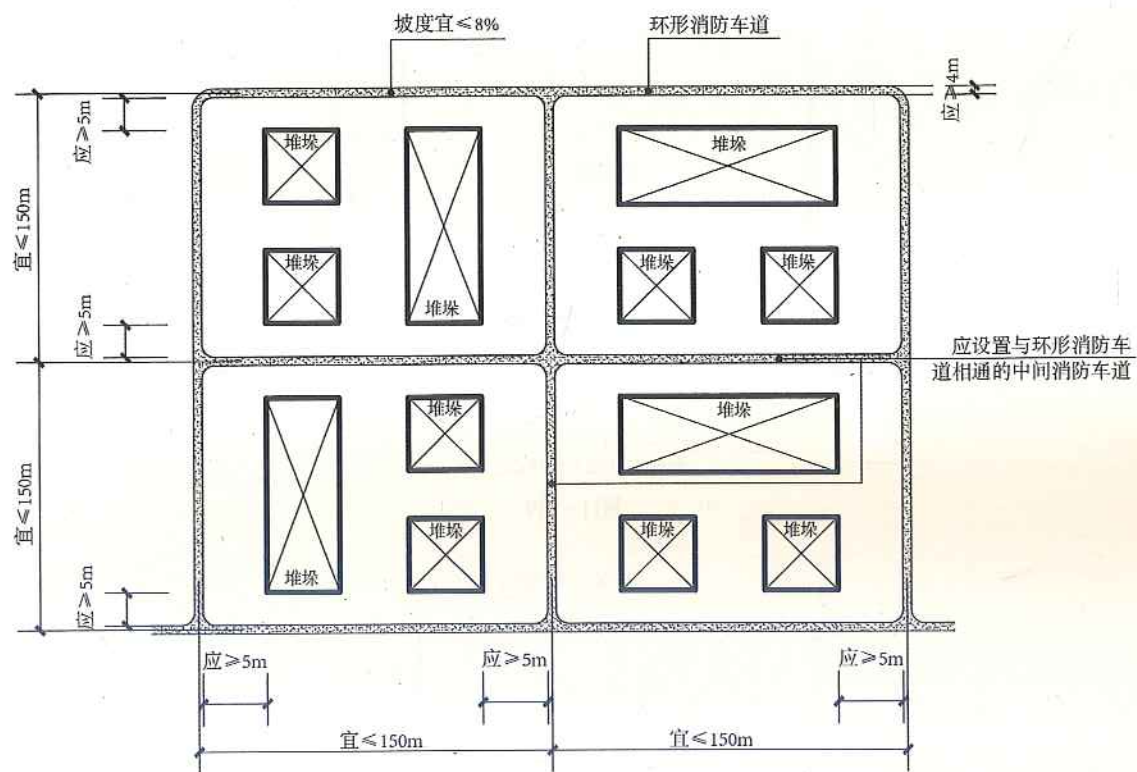 坡度宜≤8%
环形消防车道
应≥4m
应≥5m
堆垛
堆垛
堆垛
宜≤150m
堆垛
堆垛
堆垛
堆垛
应≥5m
应设置与环形消防车
道相通的中间消防车道
堆垛
堆垛
宜≤150m
堆垛
堆垛
堆垛
堆垛
应≥5m
应≥5m
应≥5m
应≥5m
宜≤150m
宜≤150m